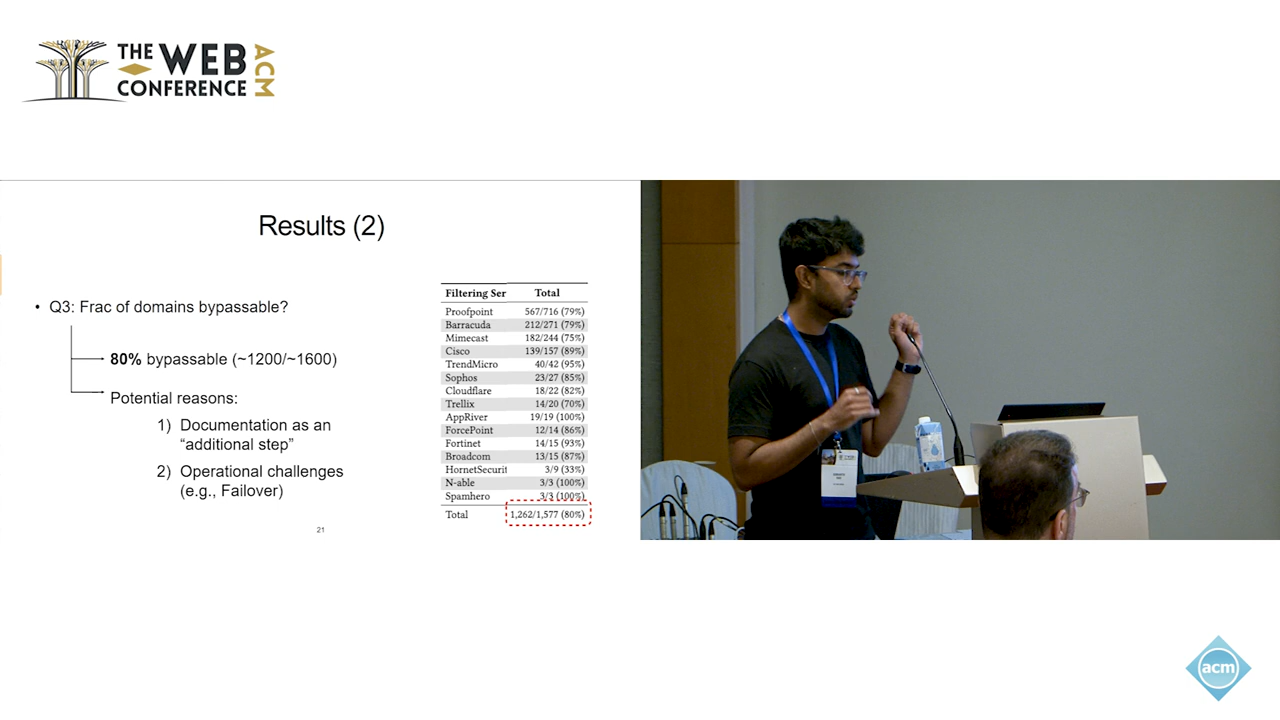 THE WEB
CONFERENCE
ACM
Results (2)
• Q3: Frac of domains bypassable?
80% bypassable (~1200/~1600)
Potential reasons:
1) Documentation as an
“additional step”
2) Operational challenges
(e.g., Failover)
21
Filtering Ser Total
Proofpoint 567/716 (79%)
Barracuda 212/271 (79%)
Mimecast 182/244 (75%)
Cisco 139/157 (89%)
TrendMicro 40/42 (95%)
Sophos 23/27 (85%)
Cloudflare 18/22 (82%)
Trellix 14/20 (70%)
AppRiver 19/19 (100%)
ForcePoint 12/14 (86%)
Fortinet 14/15 (93%)
Broadcom 13/15 (87%)
HornetSecurit 3/9 (33%)
N-able 3/3 (100%)
Spamhero 3/3 (100%)
Total 1,262/1,577 (80%)
acm